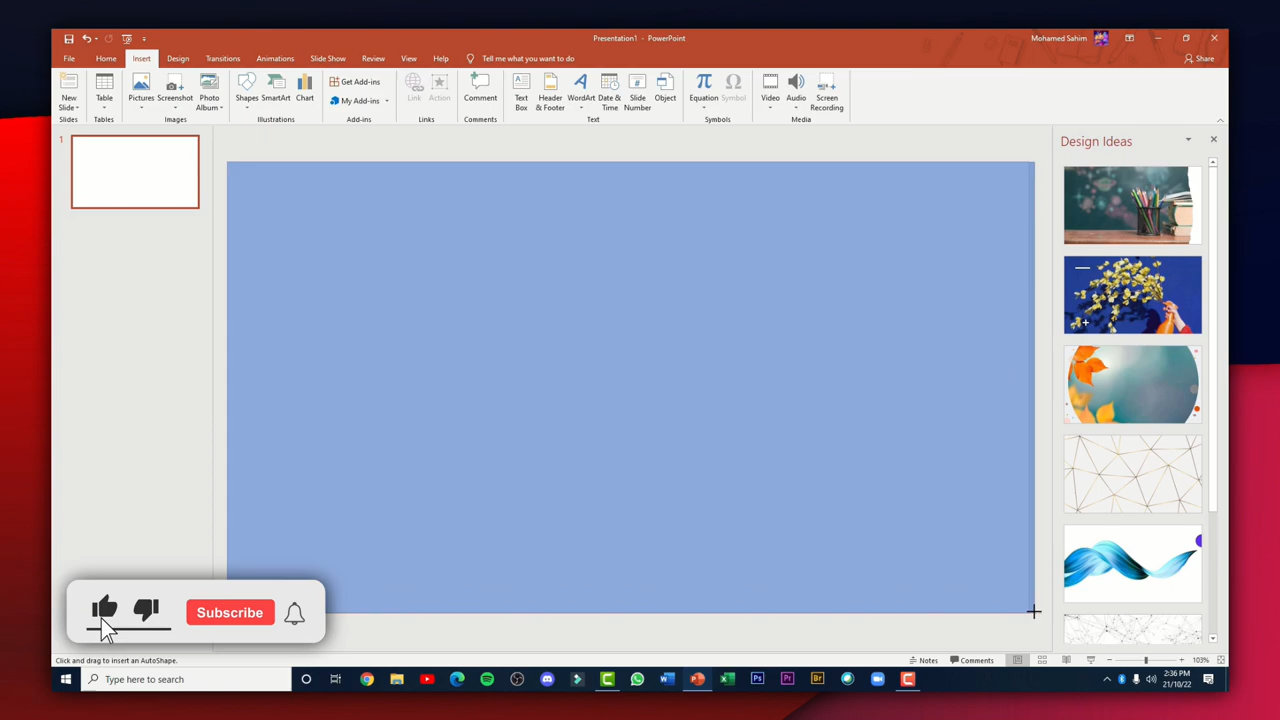 Presentation1 - PowerPoint
Mohamed Sahim
File Home Insert Design Transitions Animations Slide Show Review View Help Tell me what you want to do
Share
New Slide
Table
Pictures
Screenshot
Photo Album
Shapes
SmartArt
Chart
Get Add-ins
My Add-ins
Link
Action
Comment
Text Box
Header & Footer
WordArt
Date & Time
Slide Number
Object
Equation
Symbol
Video
Audio
Screen Recording
Slides Tables Images Illustrations Add-ins Links Comments Text Symbols Media
1
Design Ideas
Subscribe
Click and drag to insert an AutoShape.
Notes Comments 103%
Type here to search
2:36 PM
21/10/22